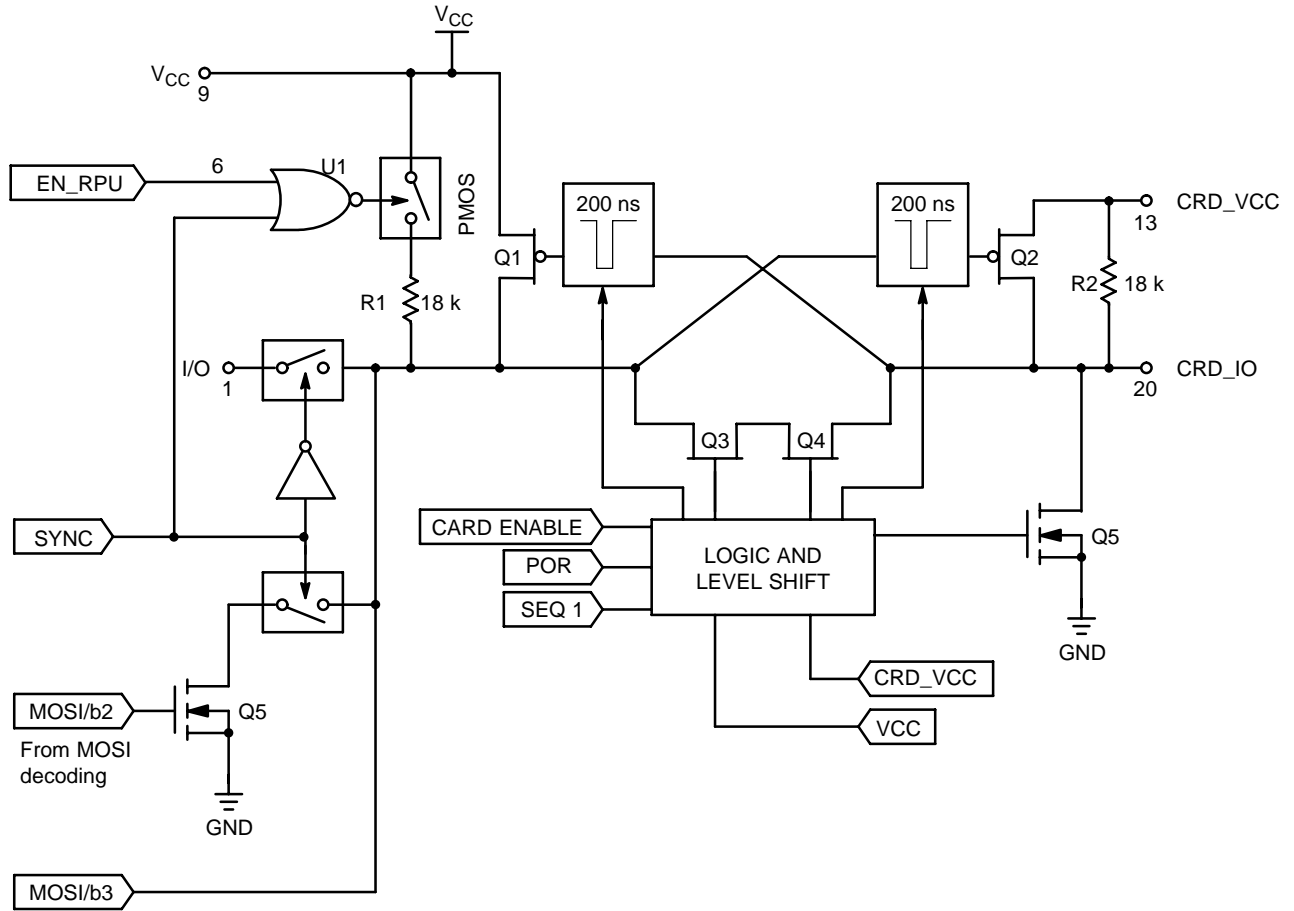 VCC
VCC
9
EN_RPU
6
U1
PMOS
R1
18 k
Q1
200 ns
200 ns
Q2
CRD_VCC
13
R2
18 k
I/O
1
CRD_IO
20
Q3
Q4
SYNC
CARD ENABLE
POR
SEQ 1
LOGIC AND
LEVEL SHIFT
Q5
GND
CRD_VCC
VCC
MOSI/b2
Q5
From MOSI
decoding
GND
MOSI/b3